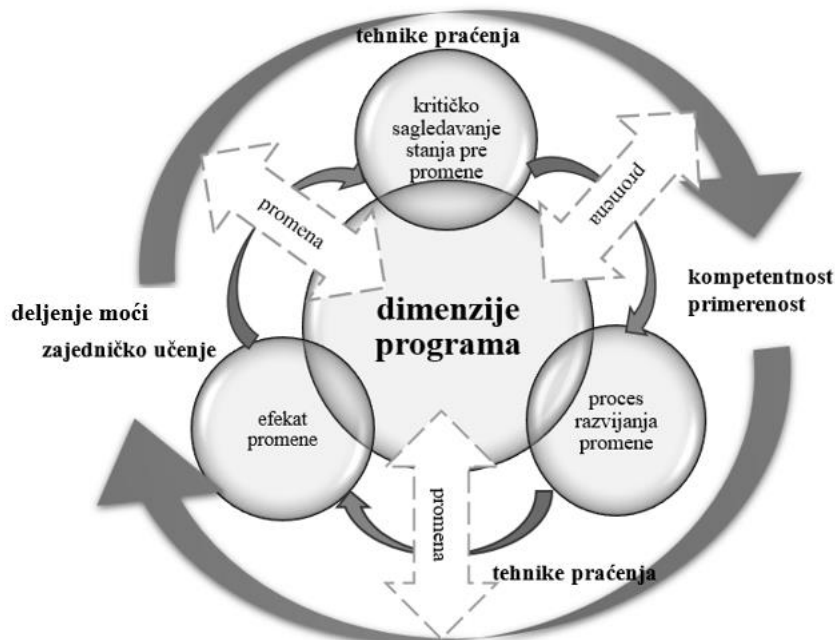 tehnike praćenja
kritičko
sagledavanje
stanja pre
promene
promena
promena
kompetentnost
primerenost
deljenje moći
zajedničko učenje
dimenzije
programa
efekat
promene
proces
razvijanja
promene
promena
tehnike praćenja